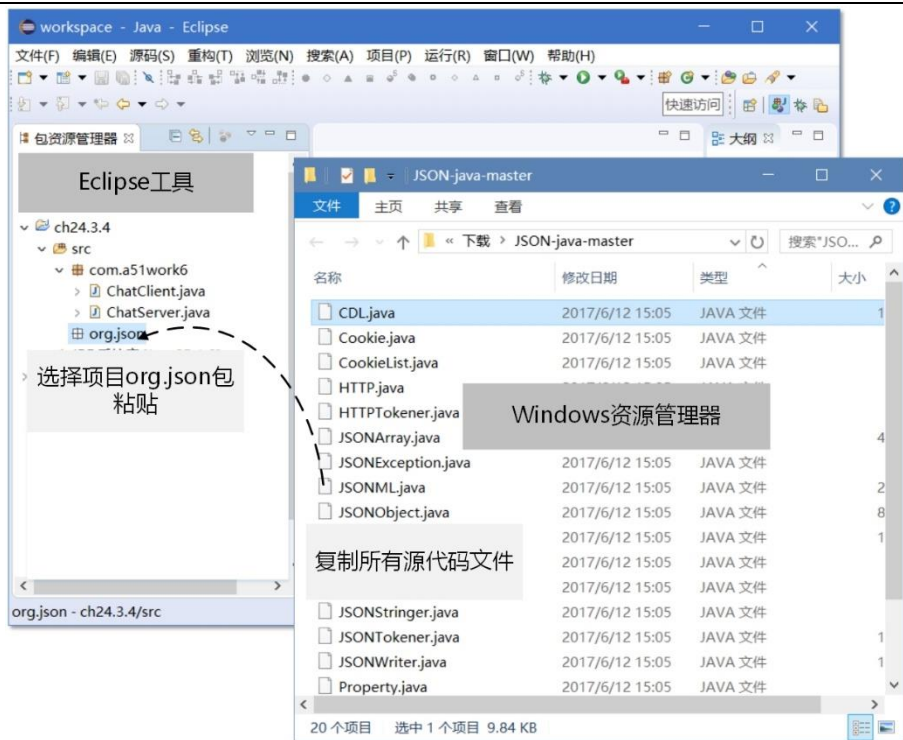 workspace - Java - Eclipse
文件(F) 编辑(E) 源码(S) 重构(T) 浏览(N) 搜索(A) 项目(P) 运行(R) 窗口(W) 帮助(H)
快速访问
包资源管理器
大纲
Eclipse工具
ch24.3.4
src
com.a51work6
ChatClient.java
ChatServer.java
org.json
选择项目org.json包
粘贴
org.json - ch24.3.4/src
JSON-java-master
文件 主页 共享 查看
« 下载 > JSON-java-master
搜索"JSO...
名称 修改日期 类型 大小
CDL.java 2017/6/12 15:05 JAVA 文件 1
Cookie.java 2017/6/12 15:05 JAVA 文件
CookieList.java 2017/6/12 15:05 JAVA 文件
HTTP.java
HTTPTokener.java
Windows资源管理器
JSONArray.java 4
JSONException.java 2017/6/12 15:05 JAVA 文件
JSONML.java 2017/6/12 15:05 JAVA 文件 2
JSONObject.java 2017/6/12 15:05 JAVA 文件 8
2017/6/12 15:05 JAVA 文件 1
复制所有源代码文件
2017/6/12 15:05 JAVA 文件
2017/6/12 15:05 JAVA 文件
JSONStringer.java 2017/6/12 15:05 JAVA 文件
JSONTokener.java 2017/6/12 15:05 JAVA 文件 1
JSONWriter.java 2017/6/12 15:05 JAVA 文件 1
Property.java 2017/6/12 15:05 JAVA 文件
20 个项目 选中 1 个项目 9.84 KB